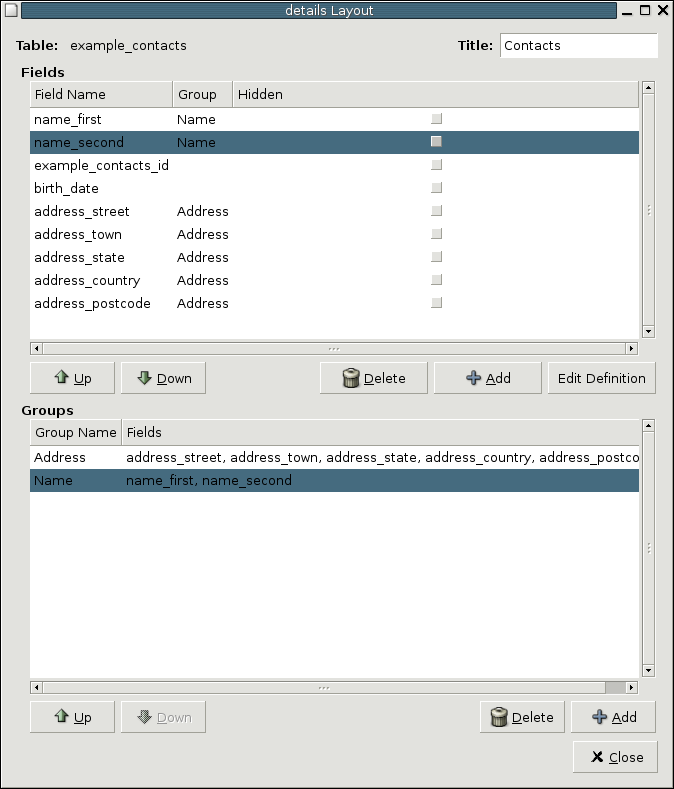 details Layout
Table: example_contacts Title: Contacts
Fields
Field Name Group Hidden
name_first Name
name_second Name
example_contacts_id
birth_date
address_street Address
address_town Address
address_state Address
address_country Address
address_postcode Address
Up Down Delete Add Edit Definition
Groups
Group Name Fields
Address address_street, address_town, address_state, address_country, address_postco
Name name_first, name_second
Up Down Delete Add
Close